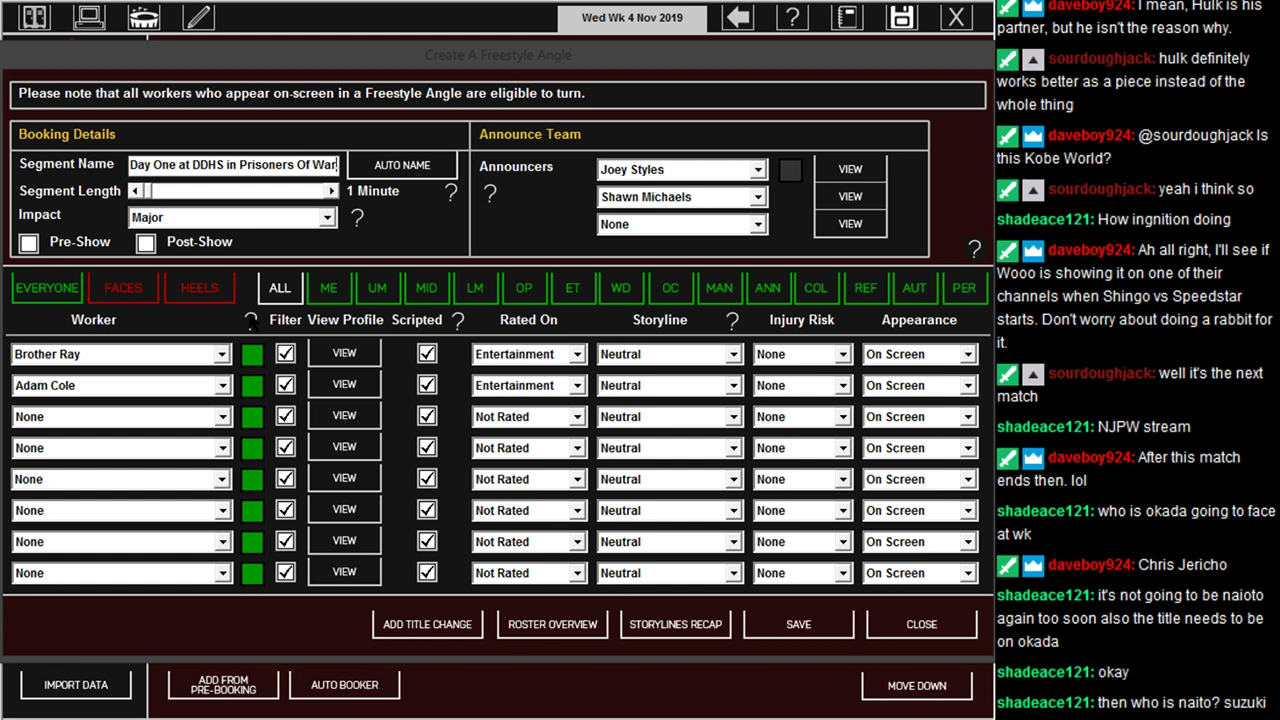 Wed Wk 4 Nov 2019
?
X
Create A Freestyle Angle
Please note that all workers who appear on-screen in a Freestyle Angle are eligible to turn.
Booking Details
Segment Name Day One at DDHS in Prisoners Of War, AUTO NAME
Segment Length 1 Minute ?
Impact Major ?
Pre-Show Post-Show
Announce Team
Announcers Joey Styles VIEW
? Shawn Michaels VIEW
None VIEW
?
EVERYONE FACES HEELS ALL ME UM MID LM OP ET WD OC MAN ANN COL REF AUT PER
Worker ? Filter View Profile Scripted ? Rated On Storyline ? Injury Risk Appearance
Brother Ray VIEW Entertainment Neutral None On Screen
Adam Cole VIEW Entertainment Neutral None On Screen
None VIEW Not Rated Neutral None On Screen
None VIEW Not Rated Neutral None On Screen
None VIEW Not Rated Neutral None On Screen
None VIEW Not Rated Neutral None On Screen
None VIEW Not Rated Neutral None On Screen
None VIEW Not Rated Neutral None On Screen
ADD TITLE CHANGE ROSTER OVERVIEW STORYLINES RECAP SAVE CLOSE
IMPORT DATA ADD FROM PRE-BOOKING AUTO BOOKER MOVE DOWN
daveboy924: I mean, Hulk is his
partner, but he isn't the reason why.
sourdoughjack: hulk definitely
works better as a piece instead of the
whole thing
daveboy924: @sourdoughjack Is
this Kobe World?
sourdoughjack: yeah i think so
shadeace121: How ingnition doing
daveboy924: Ah all right, I'll see if
Wooo is showing it on one of their
channels when Shingo vs Speedstar
starts. Don't worry about doing a rabbit for
it.
sourdoughjack: well it's the next
match
shadeace121: NJPW stream
daveboy924: After this match
ends then. lol
shadeace121: who is okada going to face
at wk
daveboy924: Chris Jericho
shadeace121: it's not going to be naioto
again too soon also the title needs to be
on okada
shadeace121: okay
shadeace121: then who is naito? suzuki